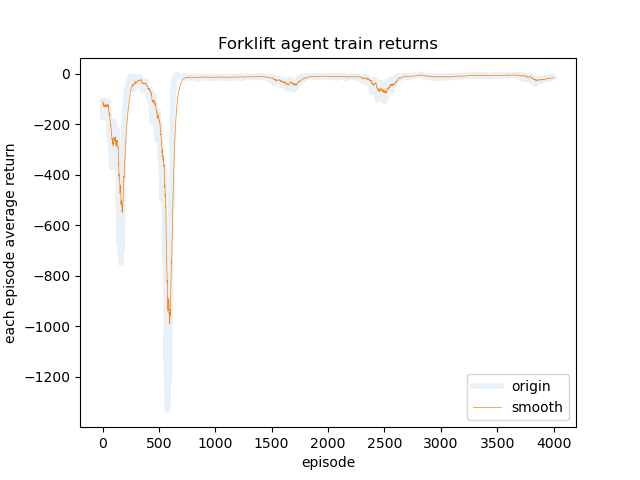 Forklift agent train returns
each episode average return
0
−200
−400
−600
−800
−1000
−1200
0 500 1000 1500 2000 2500 3000 3500 4000
episode
origin
smooth